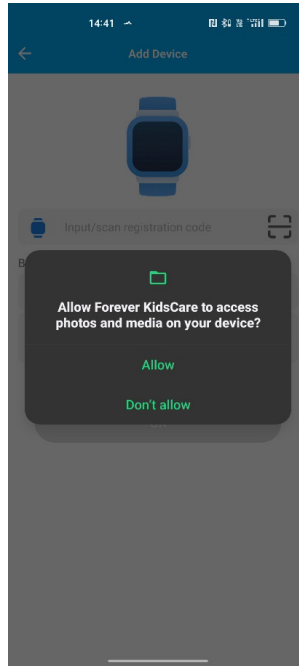 14:41
Add Device
Input/scan registration code
B
Allow Forever KidsCare to access
photos and media on your device?
Allow
Don't allow